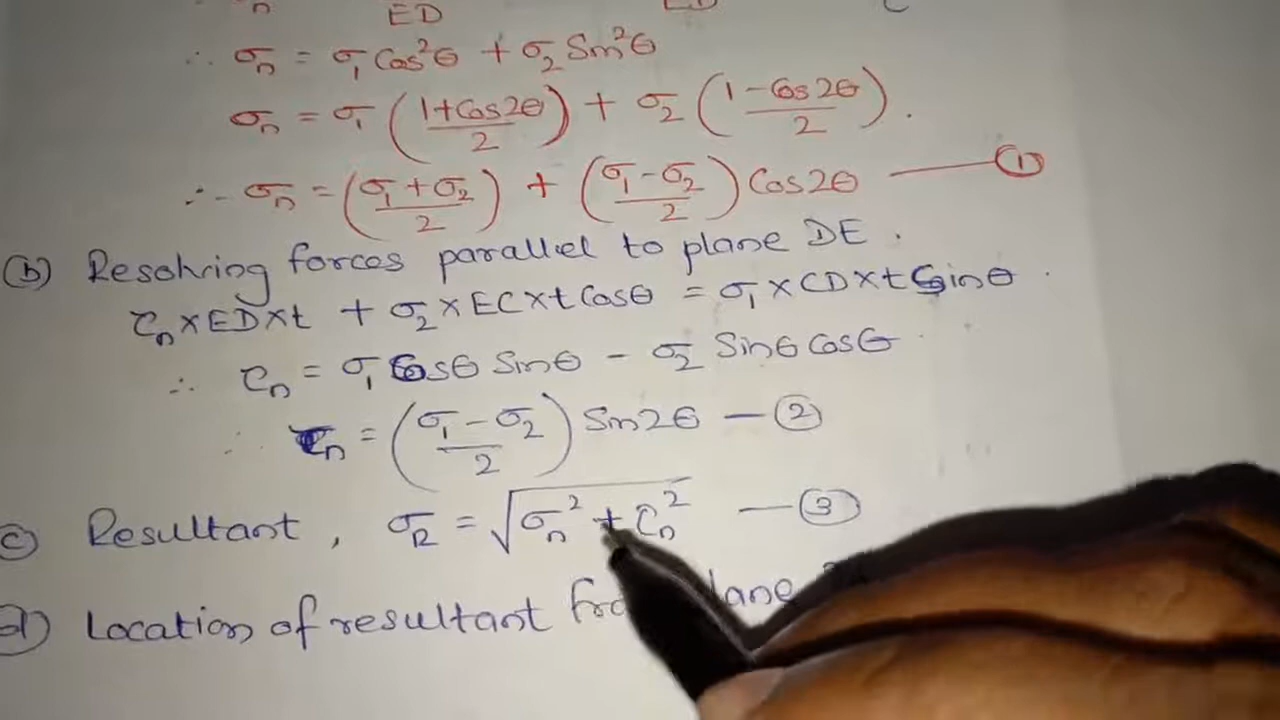 n ED
∴ σn = σ1 Cos²θ + σ2 Sin²θ
σn = σ1 (1+Cos2θ/2) + σ2 (1-Cos2θ/2).
∴ σn = (σ1+σ2/2) + (σ1-σ2/2) Cos2θ — ①
(b) Resolving forces parallel to plane DE.
τn×ED×t + σ2×EC×t Cosθ = σ1×CD×t Sinθ.
∴ τn = σ1 Cosθ Sinθ - σ2 Sinθ Cosθ
∴ τn = (σ1-σ2/2) Sin2θ — ②
c) Resultant, σR = √σn² + τn² — ③
d) Location of resultant